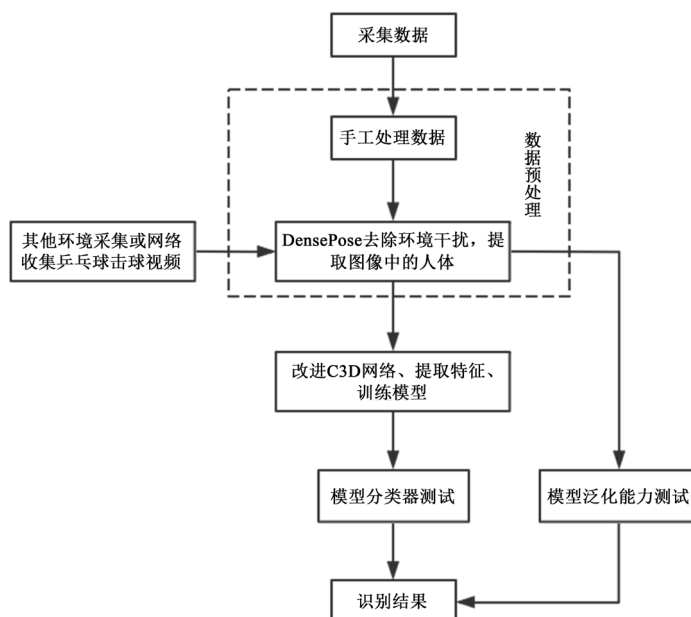 采集数据
手工处理数据
数据预处理
其他环境采集或网络
收集乒乓球击球视频
DensePose去除环境干扰，提
取图像中的人体
改进C3D网络、提取特征、
训练模型
模型分类器测试
模型泛化能力测试
识别结果